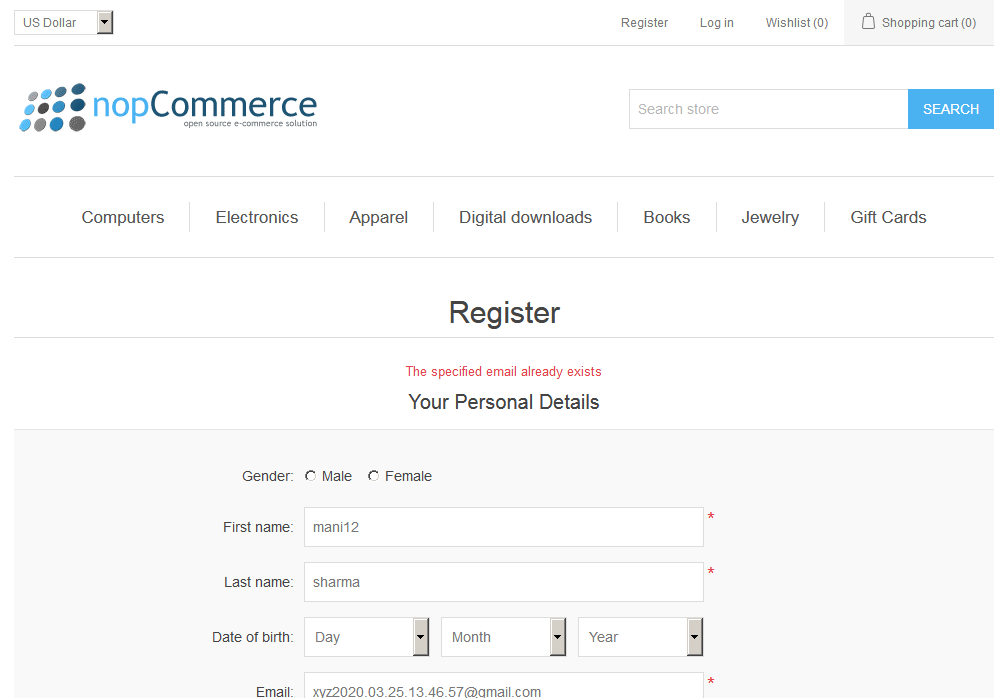 US Dollar Register Log in Wishlist (0) Shopping cart (0)
nopCommerce
open source e-commerce solution
Search store SEARCH
Computers Electronics Apparel Digital downloads Books Jewelry Gift Cards
Register
The specified email already exists
Your Personal Details
Gender: Male Female
First name: mani12 *
Last name: sharma *
Date of birth: Day Month Year
Email: xyz2020.03.25.13.46.57@gmail.com *